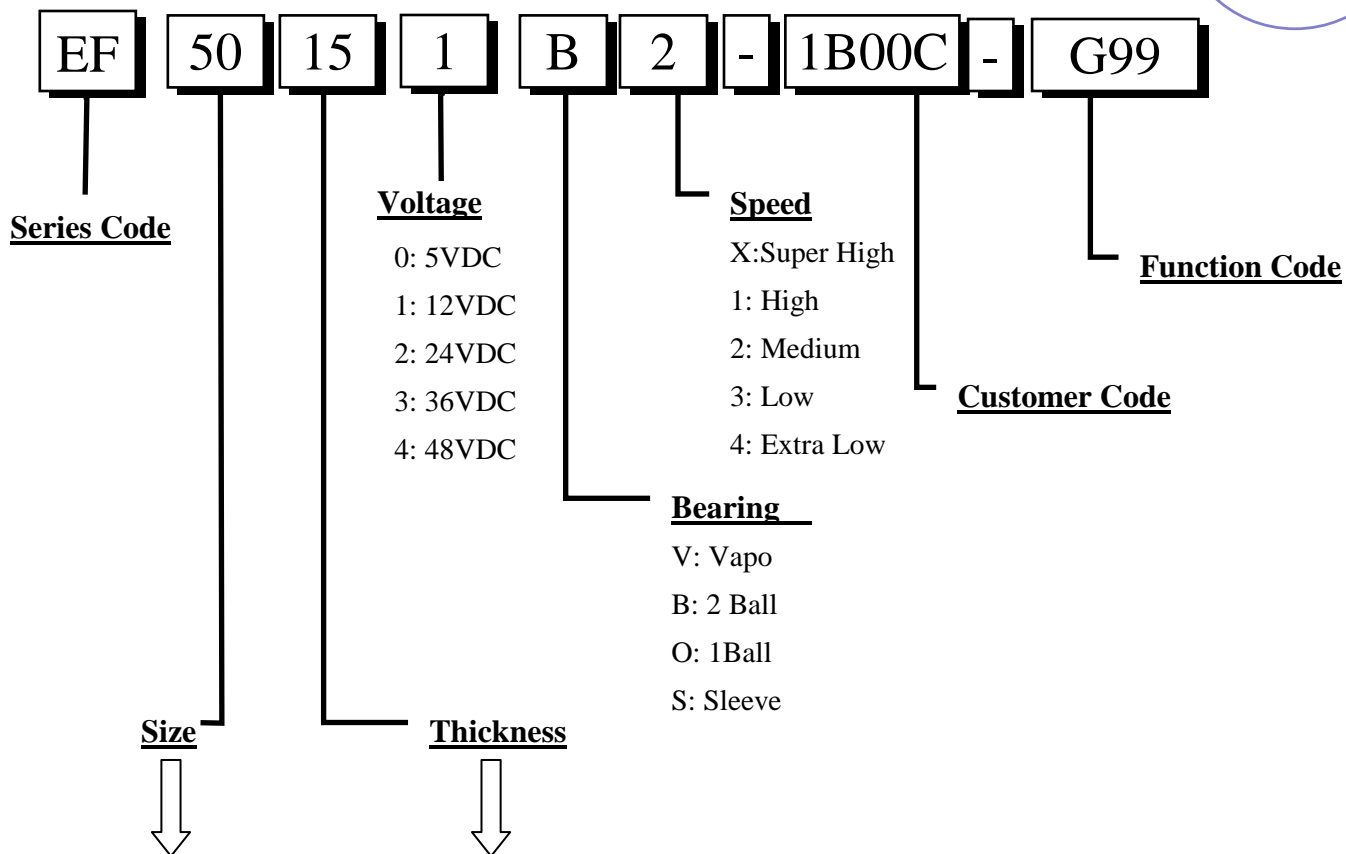 EF 50 15 1 B 2 - 1B00C - G99
Series Code
Voltage
0: 5VDC
1: 12VDC
2: 24VDC
3: 36VDC
4: 48VDC
Speed
X:Super High
1: High
2: Medium
3: Low
4: Extra Low
Function Code
Customer Code
Bearing
V: Vapo
B: 2 Ball
O: 1Ball
S: Sleeve
Size
Thickness